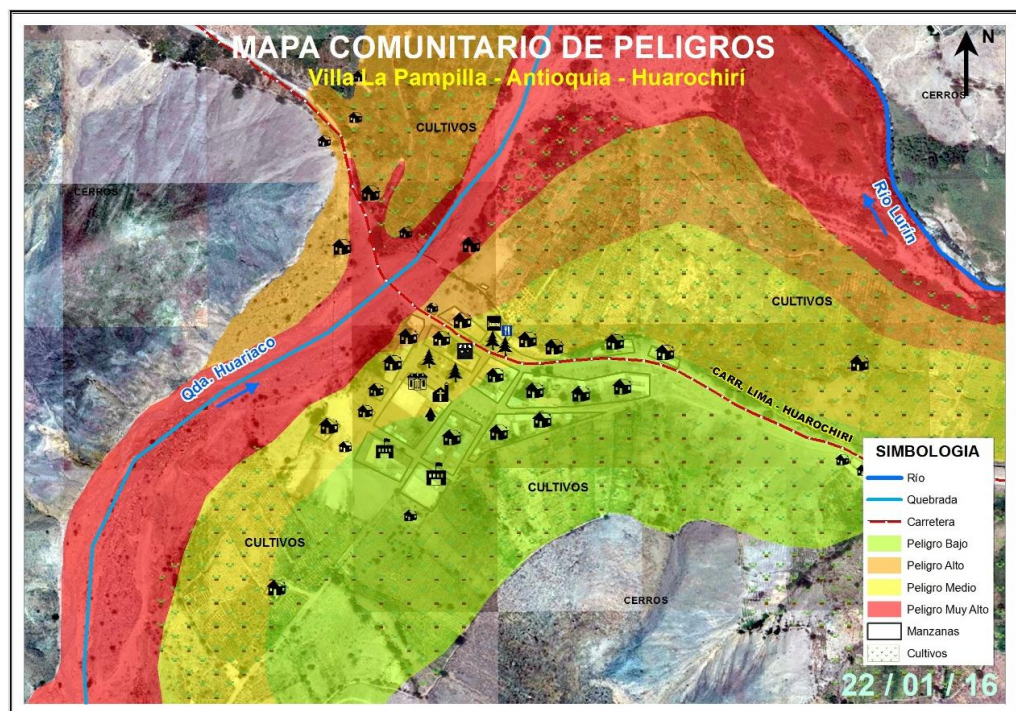 MAPA COMUNITARIO DE PELIGROS
Villa La Pampilla - Antioquia - Huarochirí
N
CERROS
CULTIVOS
CERROS
Río Lurín
CULTIVOS
Qda. Huariaco
CARR. LIMA - HUAROCHIRI
CULTIVOS
CULTIVOS
CERROS
SIMBOLOGIA
Río
Quebrada
Carretera
Peligro Bajo
Peligro Alto
Peligro Medio
Peligro Muy Alto
Manzanas
Cultivos
22 / 01 / 16